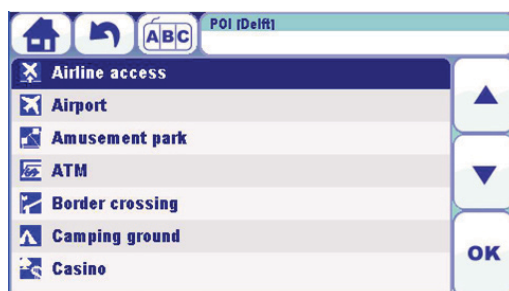 ABC
POI [Delft]
Airline access
Airport
Amusement park
ATM
Border crossing
Camping ground
Casino
OK